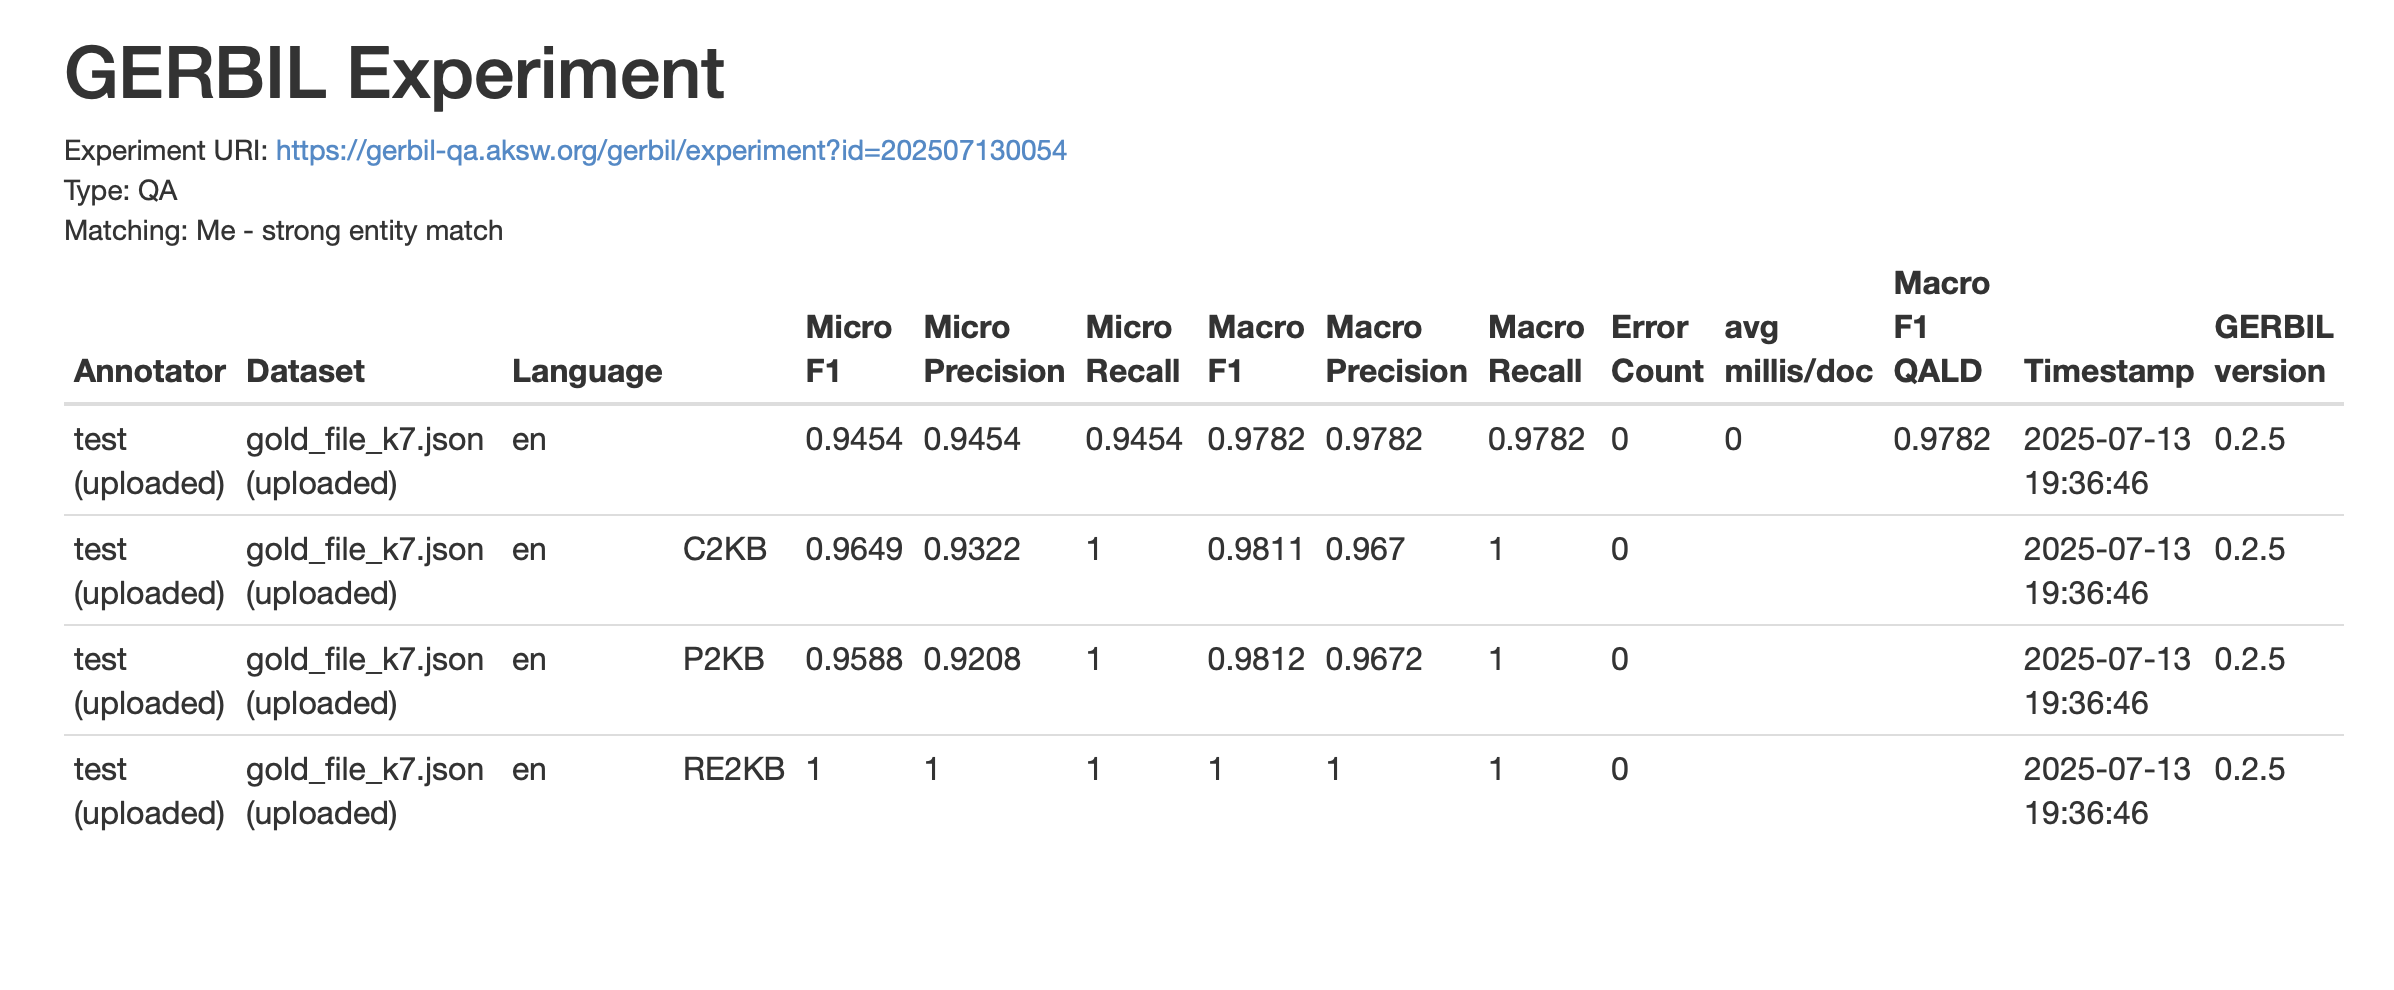 GERBIL Experiment
Experiment URI: https://gerbil-qa.aksw.org/gerbil/experiment?id=202507130054
Type: QA
Matching: Me - strong entity match
Annotator Dataset Language Micro F1 Micro Precision Micro Recall Macro F1 Macro Precision Macro Recall Error Count avg millis/doc Macro F1 QALD Timestamp GERBIL version
test (uploaded) gold_file_k7.json (uploaded) en 0.9454 0.9454 0.9454 0.9782 0.9782 0.9782 0 0 0.9782 2025-07-13 19:36:46 0.2.5
test (uploaded) gold_file_k7.json (uploaded) en C2KB 0.9649 0.9322 1 0.9811 0.967 1 0 2025-07-13 19:36:46 0.2.5
test (uploaded) gold_file_k7.json (uploaded) en P2KB 0.9588 0.9208 1 0.9812 0.9672 1 0 2025-07-13 19:36:46 0.2.5
test (uploaded) gold_file_k7.json (uploaded) en RE2KB 1 1 1 1 1 1 0 2025-07-13 19:36:46 0.2.5